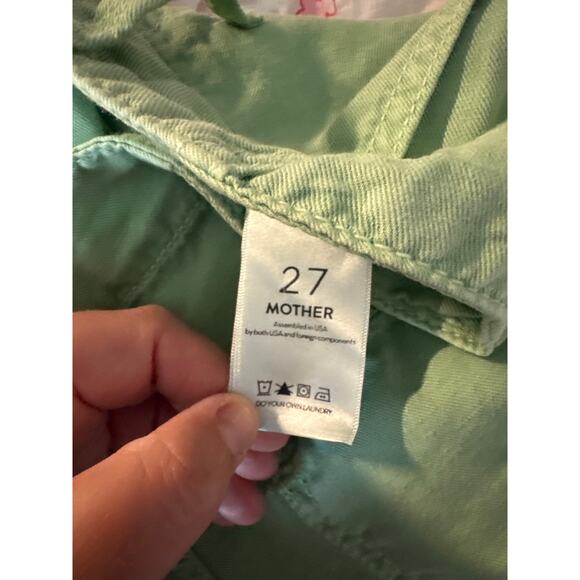 27
MOTHER
Assembled in USA
by both USA and foreign components
DO YOUR OWN LAUNDRY